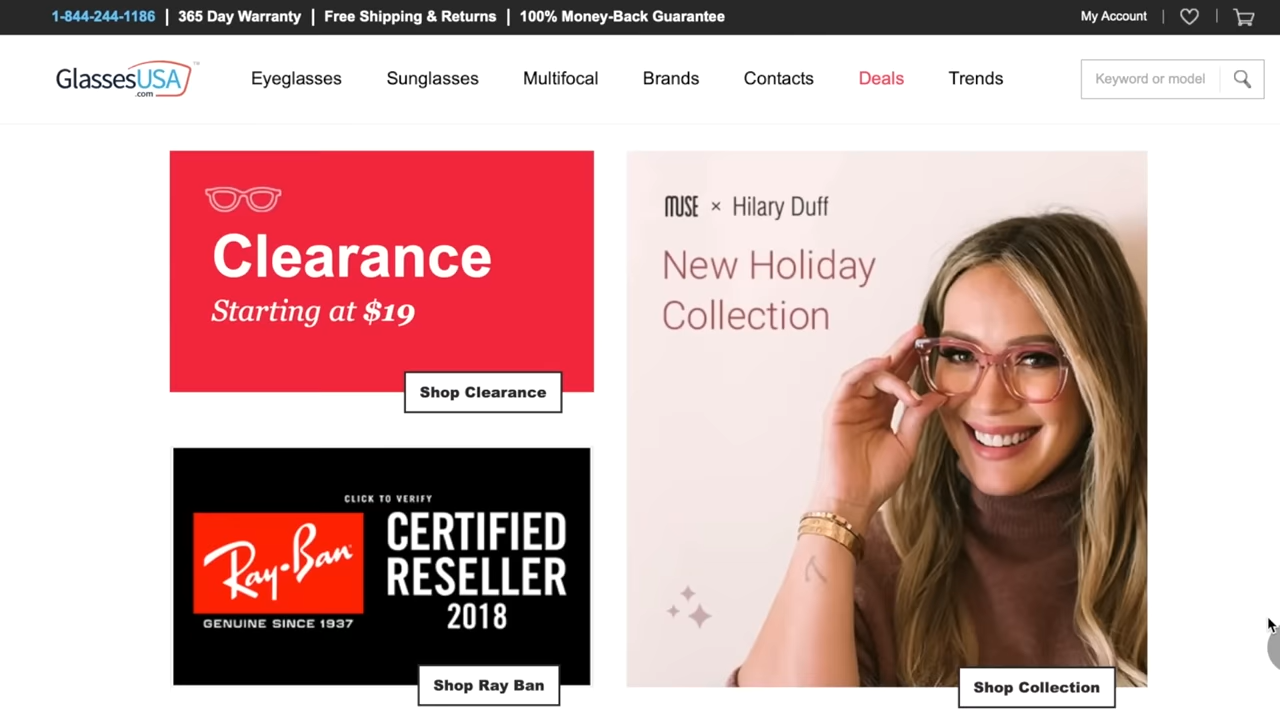 1-844-244-1186 | 365 Day Warranty | Free Shipping & Returns | 100% Money-Back Guarantee
My Account
GlassesUSA™
.com
Eyeglasses
Sunglasses
Multifocal
Brands
Contacts
Deals
Trends
Keyword or model
Clearance
Starting at $19
Shop Clearance
MUSE × Hilary Duff
New Holiday
Collection
CLICK TO VERIFY
Ray-Ban
GENUINE SINCE 1937
CERTIFIED
RESELLER
2018
Shop Ray Ban
Shop Collection